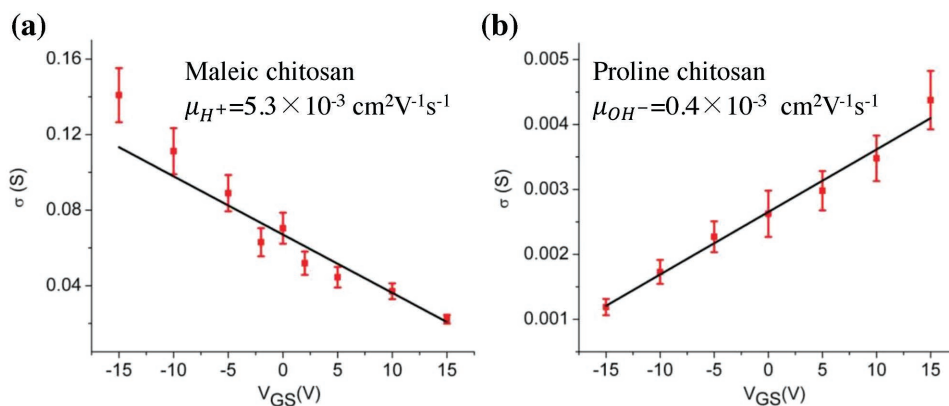 (a)
Maleic chitosan
μH+=5.3×10-3 cm2V-1s-1
σ (S)
0.16
0.12
0.08
0.04
-15 -10 -5 0 5 10 15
VGS(V)
(b)
Proline chitosan
μOH-=0.4×10-3 cm2V-1s-1
σ (S)
0.005
0.004
0.003
0.002
0.001
-15 -10 -5 0 5 10 15
VGS(V)